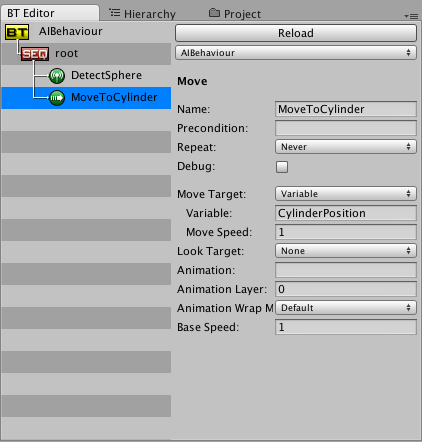 BT Editor Hierarchy Project
BT AIBehaviour
SEQ root
DetectSphere
MoveToCylinder
Reload
AIBehaviour
Move
Name: MoveToCylinder
Precondition:
Repeat: Never
Debug:
Move Target: Variable
Variable: CylinderPosition
Move Speed: 1
Look Target: None
Animation:
Animation Layer: 0
Animation Wrap M Default
Base Speed: 1